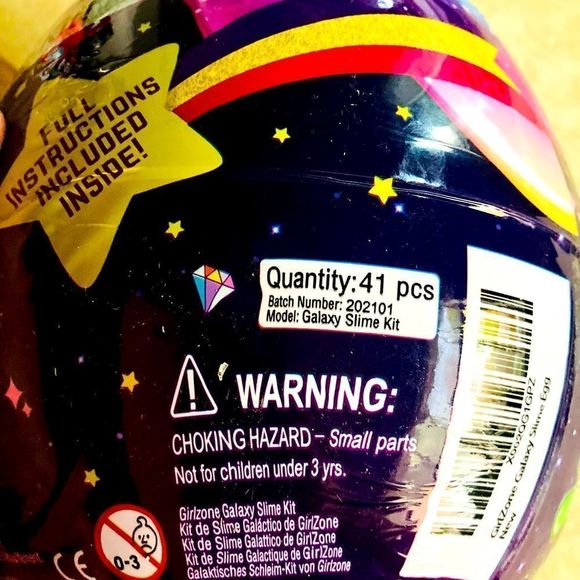 FULL
INSTRUCTIONS
INCLUDED
INSIDE!
Quantity: 41 pcs
Batch Number: 202101
Model: Galaxy Slime Kit
WARNING:
CHOKING HAZARD - Small parts
Not for children under 3 yrs.
Girlzone Galaxy Slime Kit
Kit de Slime Galáctico de GirlZone
Kit de Slime Galattico de GirlZone
Kit de Slime Galactique de GirlZone
Galaktisches Schleim-Kit von Girlzone
0-3
CE
GirlZone Galaxy Slime Egg
New